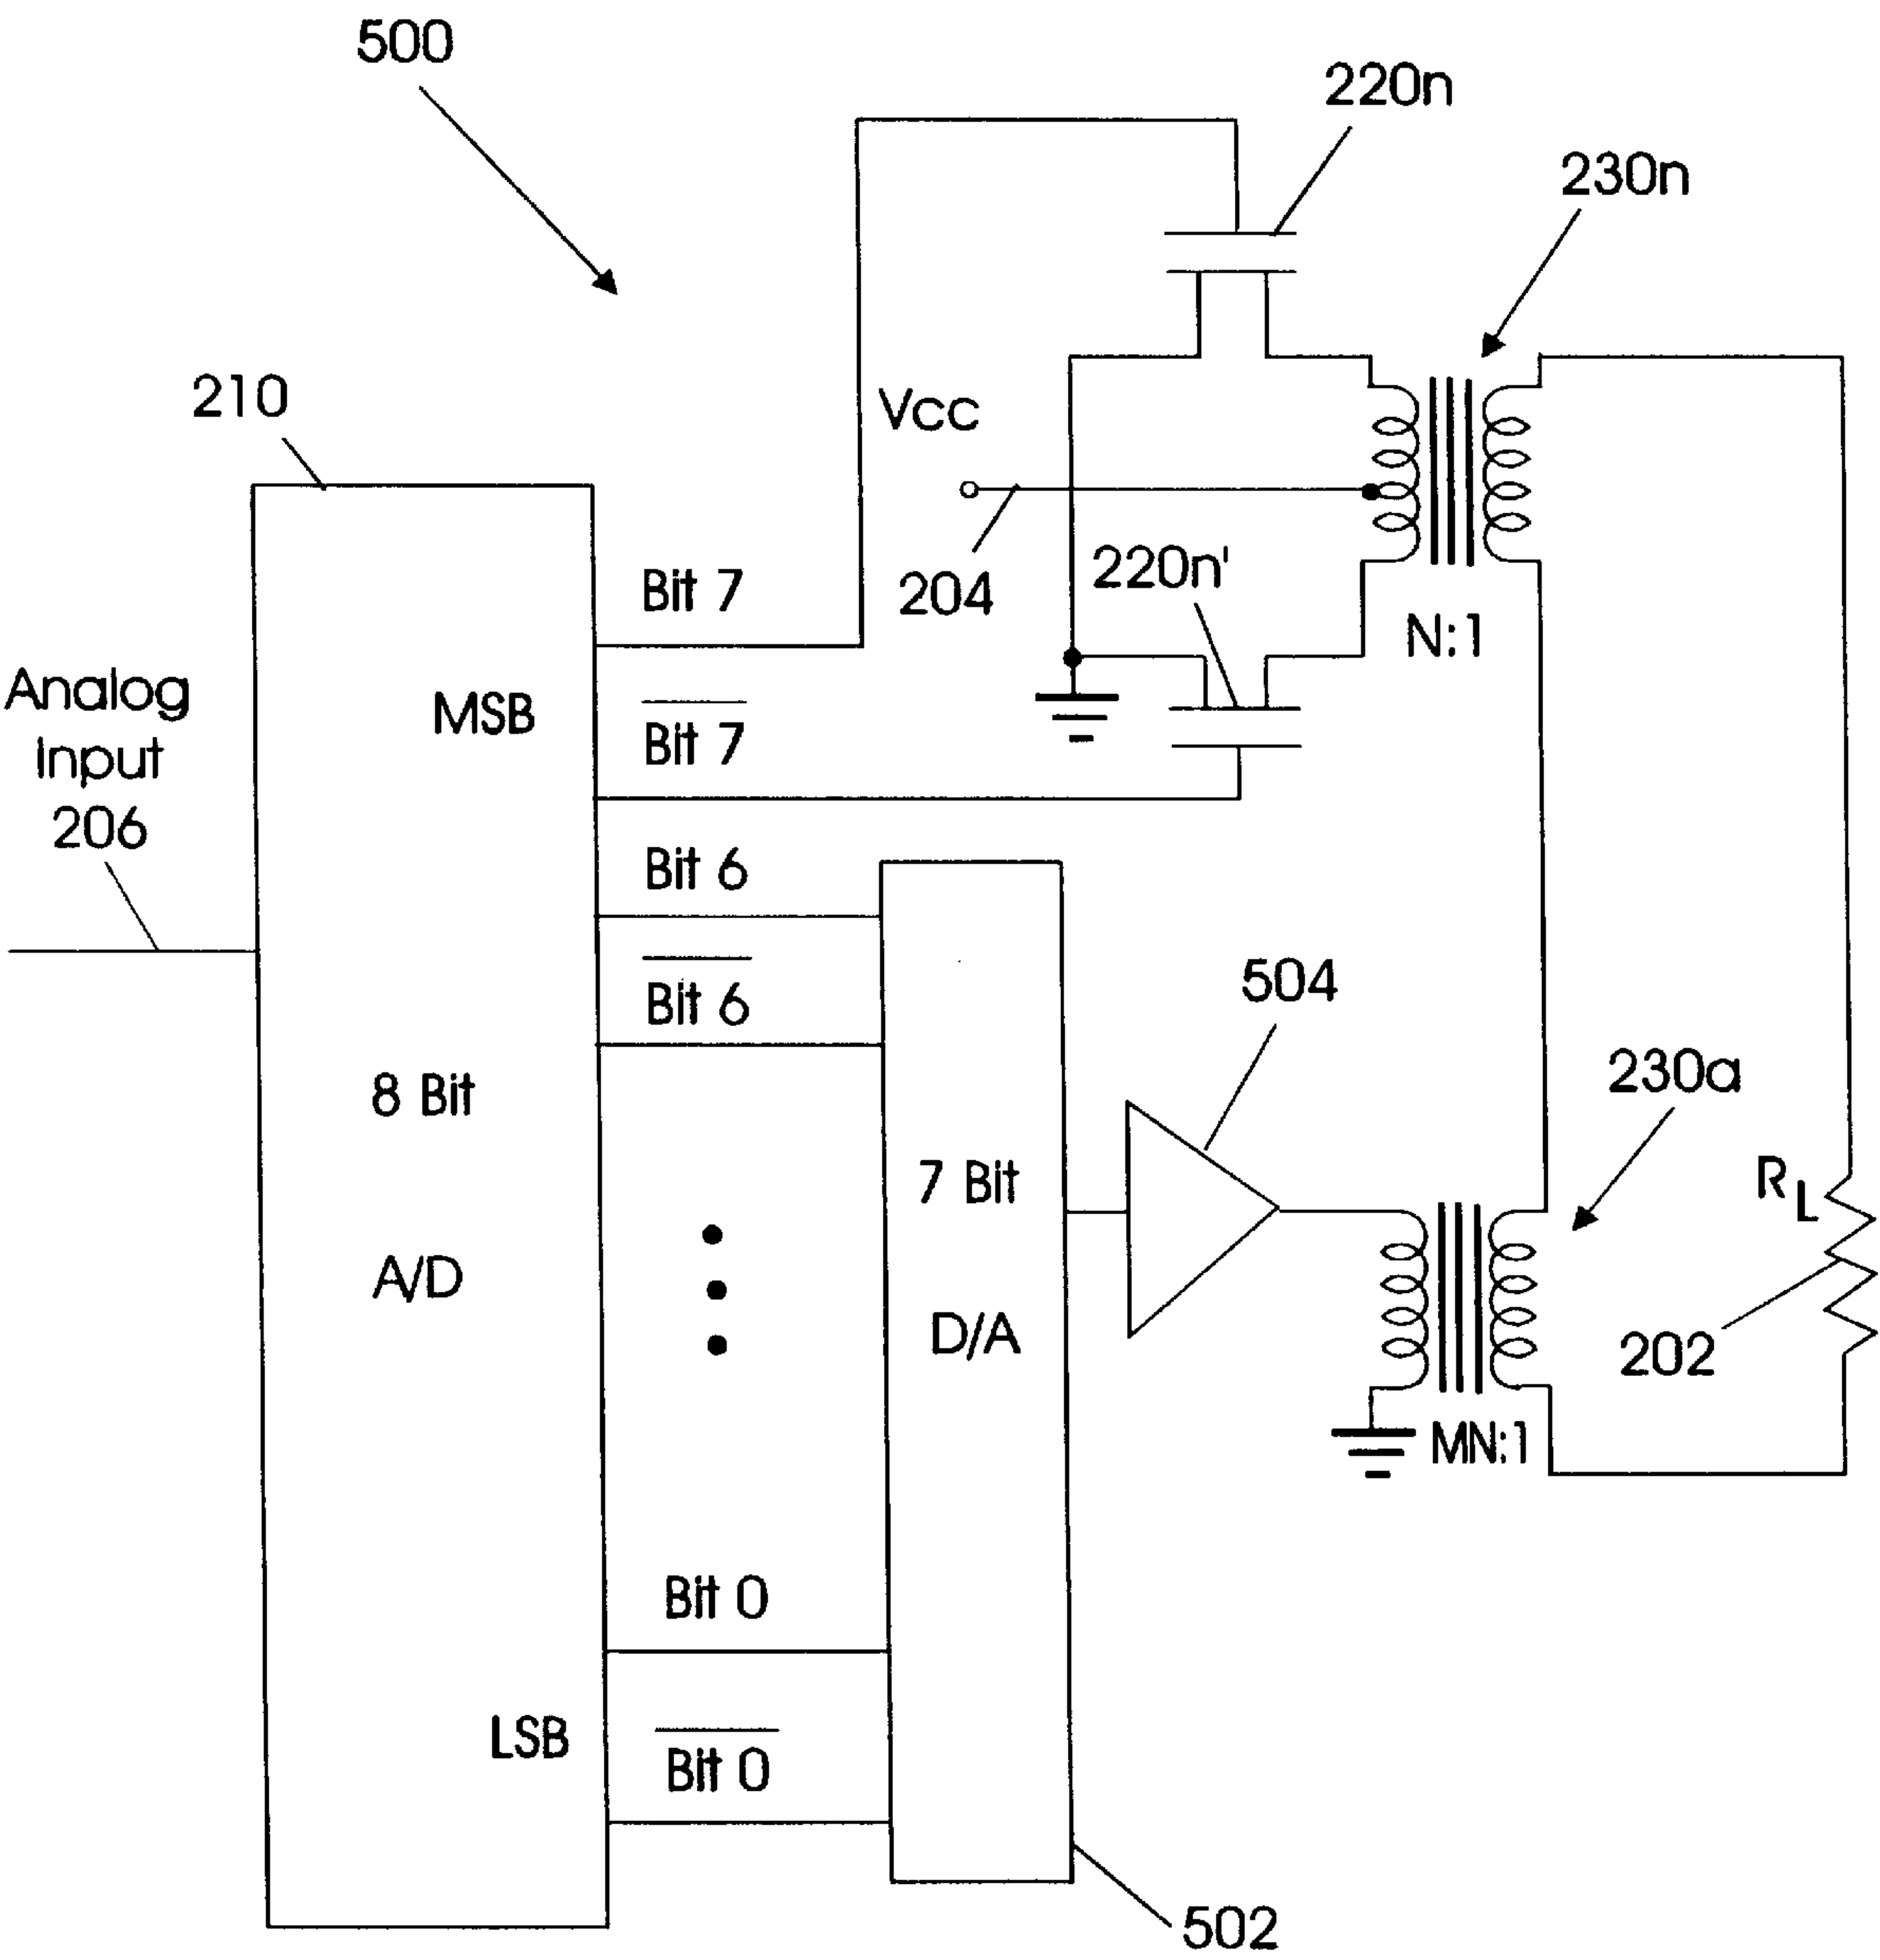 500
220n
230n
210
Vcc
204
220n'
N:1
Bit 7
MSB
Bit 7
Analog
Input
206
Bit 6
Bit 6
504
8 Bit
230a
7 Bit
R L
A/D
D/A
202
MN:1
Bit 0
LSB
Bit 0
502